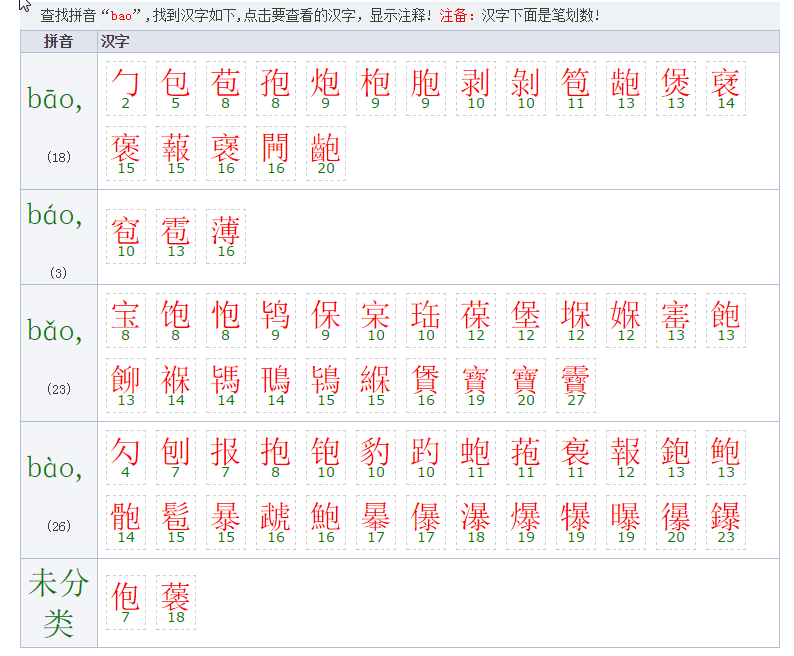 查找拼音“bao”,找到汉字如下,点击要查看的汉字，显示注释！注备：汉字下面是笔划数！
拼音 汉字
bāo,
(18)
勹 包 苞 孢 炮 枹 胞 剥 剝 笣 龅 煲 裦
2 5 8 8 9 9 9 10 10 11 13 13 14
褒 蕔 襃 闁 齙
15 15 16 16 20
báo,
(3)
窇 雹 薄
10 13 16
bǎo,
(23)
宝 饱 怉 鸨 保 宲 珤 葆 堡 堢 媬 寚 飽
8 8 8 9 9 10 10 12 12 12 12 13 13
飹 褓 鴇 緥 賲 寳 寶 靌
13 14 14 14 15 15 16 19 20 27
bào,
(26)
勽 刨 报 抱 铇 豹 趵 蚫 菢 袌 報 鉋 鲍
4 7 7 8 10 10 10 11 11 11 12 13 13
骲 髱 暴 虣 鮑 儤 瀑 爆 犦 曝 忁 鑤
14 15 15 16 16 17 17 18 19 19 19 20 23
未分
类
佨 藵
7 18